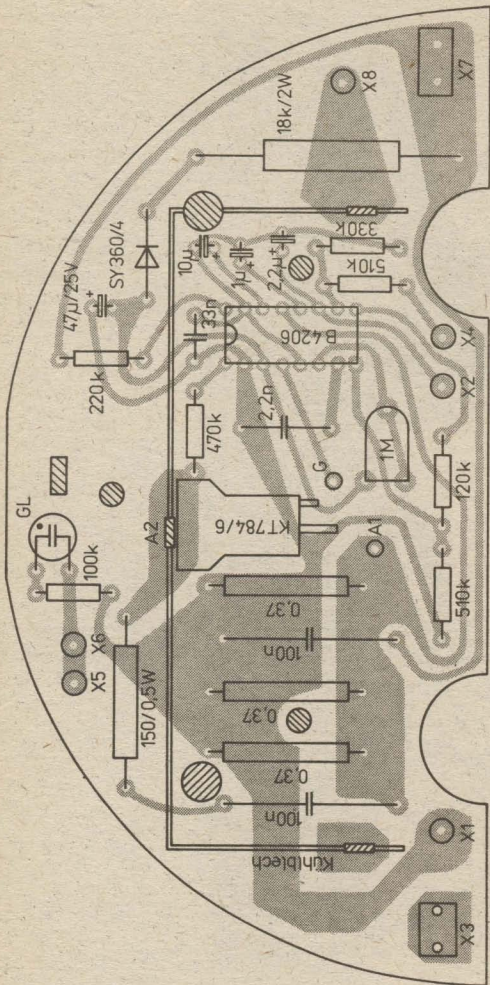 X7
X8
18k/2W
330k
510k
10µ
1µ
2,2µ
SY360/4
47µ/25V
220k
33n
B4206
X4
X2
470k
2,2n
1M
120k
G
KT784/6
A2
A1
510k
GL
100k
X6
X5
150/0,5W
0,37
100n
0,37
0,37
100n
Kühlblech
X1
X3